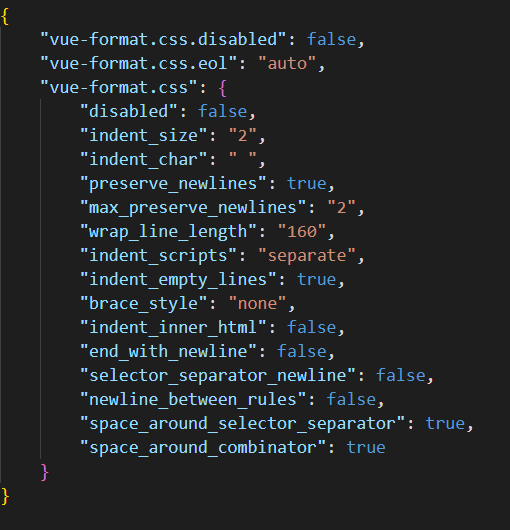 {
    "vue-format.css.disabled": false,
    "vue-format.css.eol": "auto",
    "vue-format.css": {
        "disabled": false,
        "indent_size": "2",
        "indent_char": " ",
        "preserve_newlines": true,
        "max_preserve_newlines": "2",
        "wrap_line_length": "160",
        "indent_scripts": "separate",
        "indent_empty_lines": true,
        "brace_style": "none",
        "indent_inner_html": false,
        "end_with_newline": false,
        "selector_separator_newline": false,
        "newline_between_rules": false,
        "space_around_selector_separator": true,
        "space_around_combinator": true
    }
}